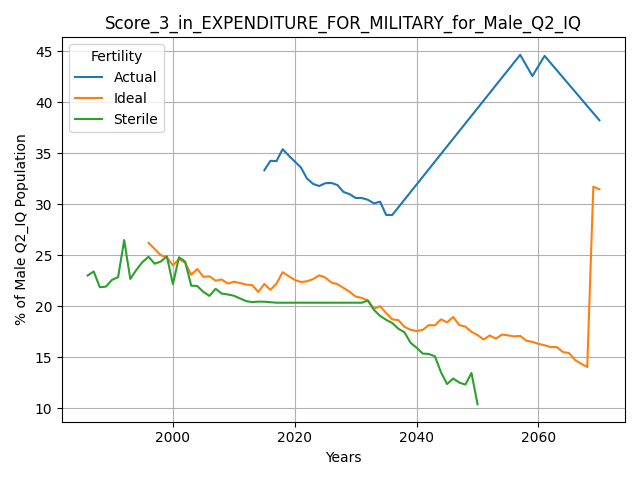 Score_3_in_EXPENDITURE_FOR_MILITARY_for_Male_Q2_IQ
Fertility
Actual
Ideal
Sterile
% of Male Q2_IQ Population
45
40
35
30
25
20
15
10
2000 2020 2040 2060
Years